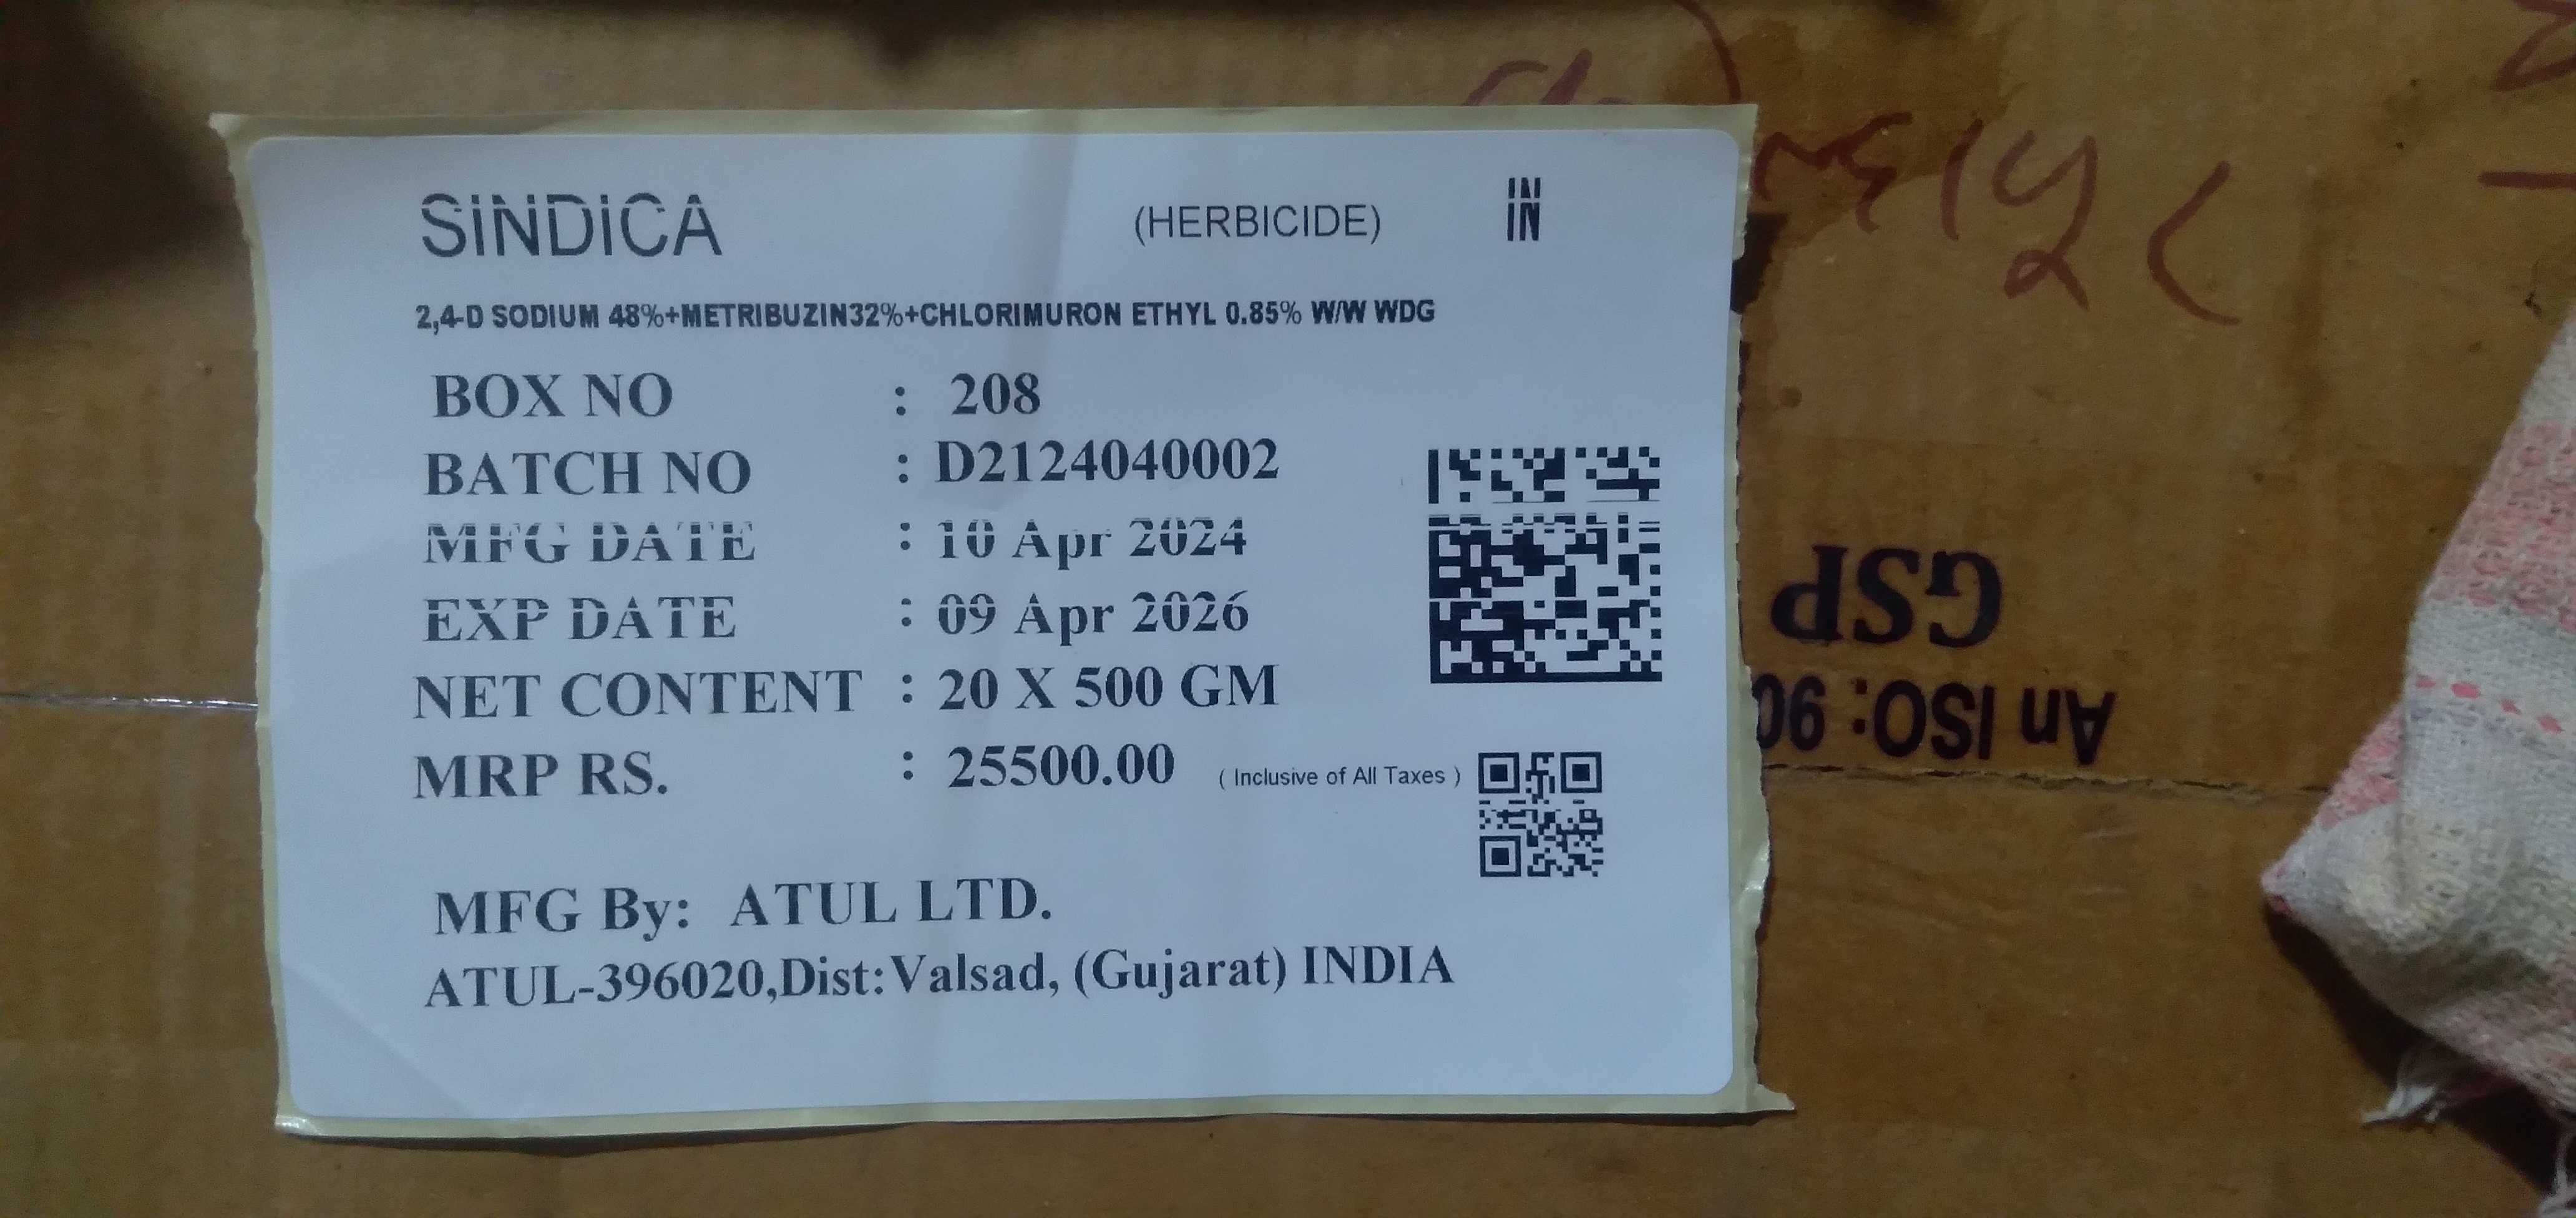 SINDICA (HERBICIDE) IN
2,4-D SODIUM 48%+METRIBUZIN32%+CHLORIMURON ETHYL 0.85% W/W WDG
BOX NO : 208
BATCH NO : D2124040002
MFG DATE : 10 Apr 2024
EXP DATE : 09 Apr 2026
NET CONTENT : 20 X 500 GM
MRP RS. : 25500.00 ( Inclusive of All Taxes )
MFG By: ATUL LTD.
ATUL-396020,Dist:Valsad, (Gujarat) INDIA
GSP
An ISO: 90